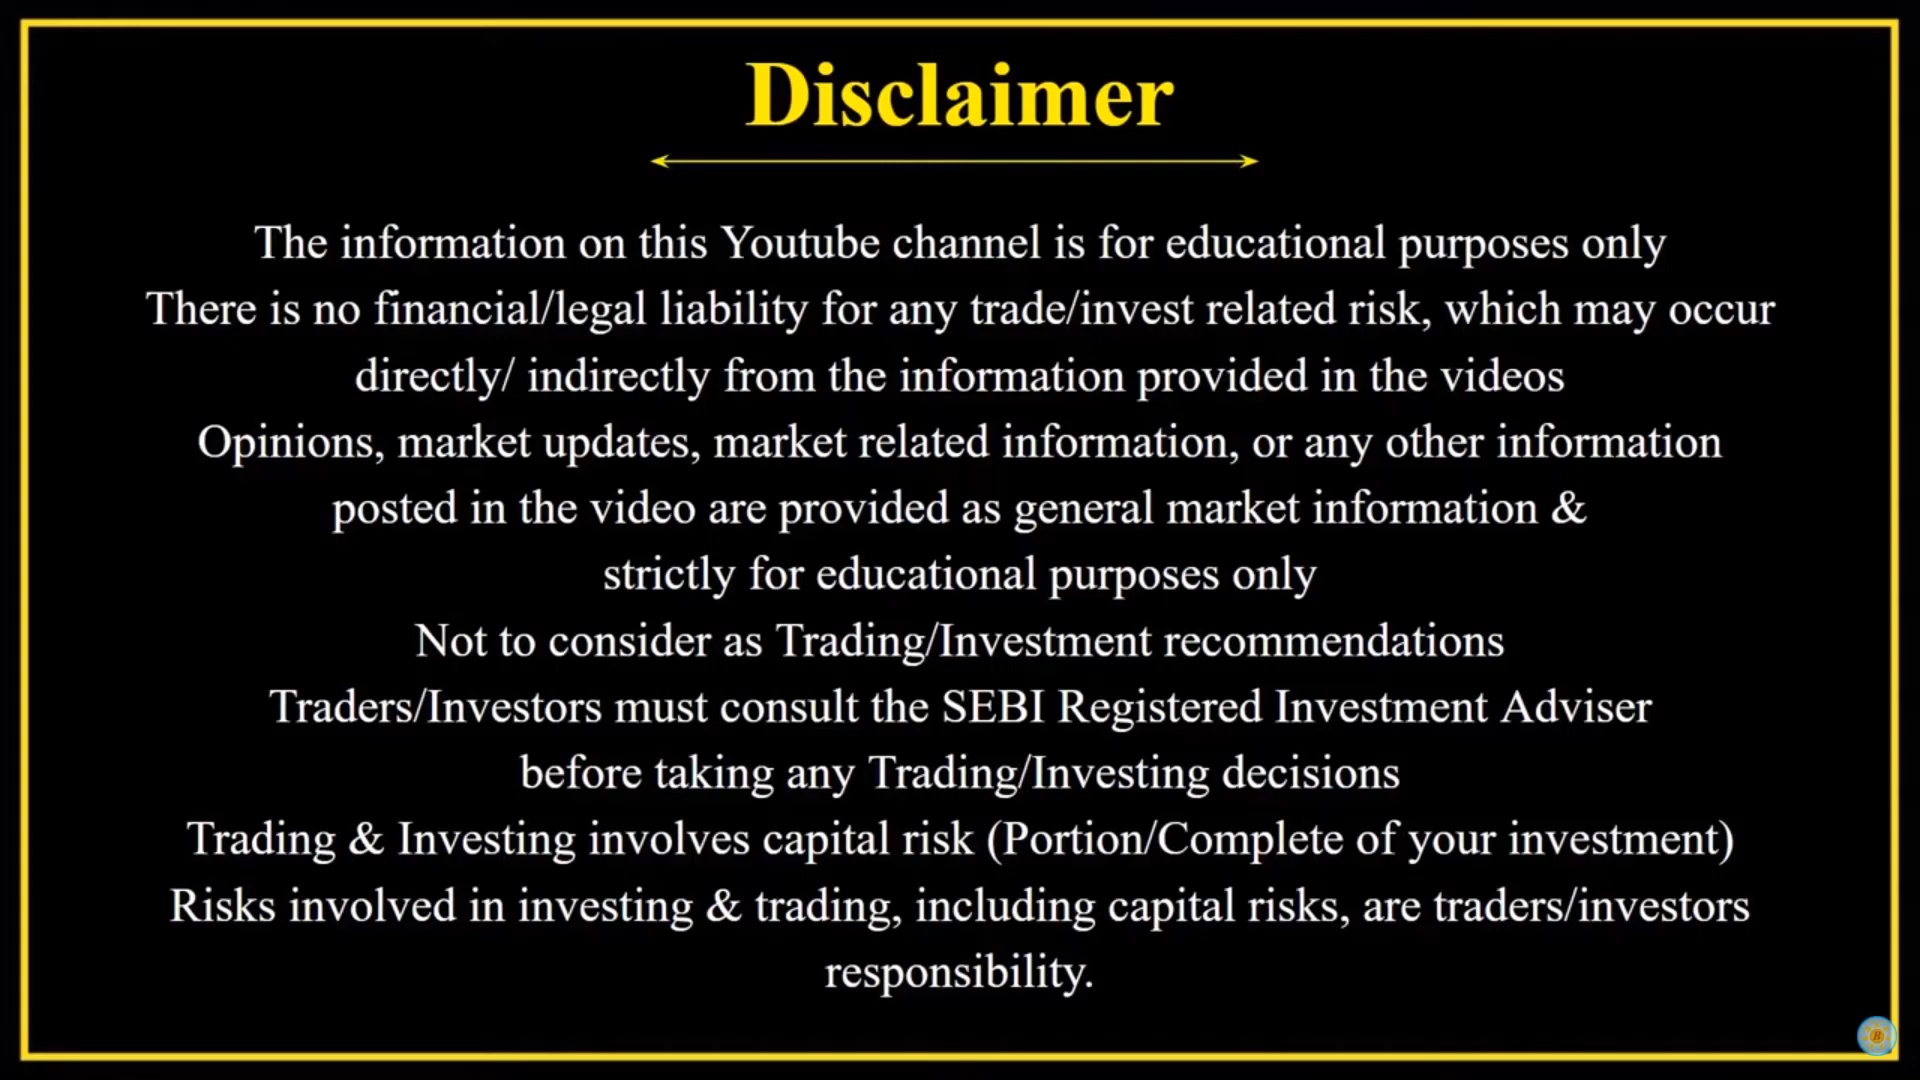 Disclaimer
The information on this Youtube channel is for educational purposes only
There is no financial/legal liability for any trade/invest related risk, which may occur
directly/ indirectly from the information provided in the videos
Opinions, market updates, market related information, or any other information
posted in the video are provided as general market information &
strictly for educational purposes only
Not to consider as Trading/Investment recommendations
Traders/Investors must consult the SEBI Registered Investment Adviser
before taking any Trading/Investing decisions
Trading & Investing involves capital risk (Portion/Complete of your investment)
Risks involved in investing & trading, including capital risks, are traders/investors
responsibility.